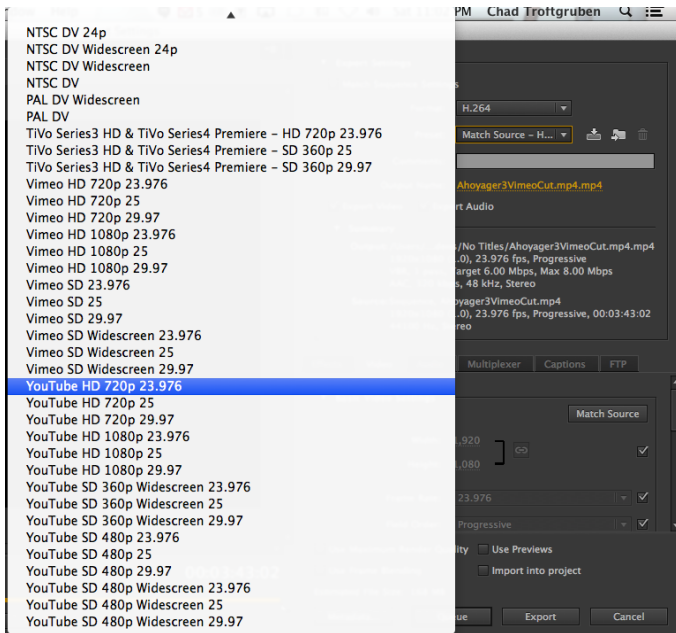 PM Chad Troftgruben
NTSC DV 24p
NTSC DV Widescreen 24p
NTSC DV Widescreen
NTSC DV
PAL DV Widescreen
PAL DV
TiVo Series3 HD & TiVo Series4 Premiere – HD 720p 23.976
TiVo Series3 HD & TiVo Series4 Premiere – SD 360p 25
TiVo Series3 HD & TiVo Series4 Premiere – SD 360p 29.97
Vimeo HD 720p 23.976
Vimeo HD 720p 25
Vimeo HD 720p 29.97
Vimeo HD 1080p 23.976
Vimeo HD 1080p 25
Vimeo HD 1080p 29.97
Vimeo SD 23.976
Vimeo SD 25
Vimeo SD 29.97
Vimeo SD Widescreen 23.976
Vimeo SD Widescreen 25
Vimeo SD Widescreen 29.97
YouTube HD 720p 23.976
YouTube HD 720p 25
YouTube HD 720p 29.97
YouTube HD 1080p 23.976
YouTube HD 1080p 25
YouTube HD 1080p 29.97
YouTube SD 360p Widescreen 23.976
YouTube SD 360p Widescreen 25
YouTube SD 360p Widescreen 29.97
YouTube SD 480p 23.976
YouTube SD 480p 25
YouTube SD 480p 29.97
YouTube SD 480p Widescreen 23.976
YouTube SD 480p Widescreen 25
YouTube SD 480p Widescreen 29.97
H.264
Match Source – H...
Ahoyager3VimeoCut.mp4.mp4
rt Audio
/No Titles/Ahoyager3VimeoCut.mp4.mp4
.0), 23.976 fps, Progressive
arget 6.00 Mbps, Max 8.00 Mbps
s, 48 kHz, Stereo
oyager3VimeoCut.mp4
.0), 23.976 fps, Progressive, 00:03:43:02
reo
Multiplexer Captions FTP
Match Source
1,920
1,080
23.976
Progressive
lity Use Previews
Import into project
ue Export Cancel